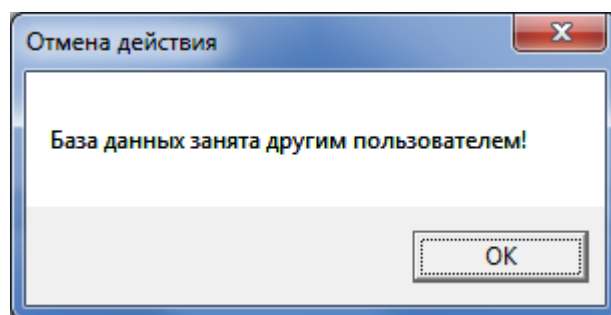 Отмена действия
База данных занята другим пользователем!
OK